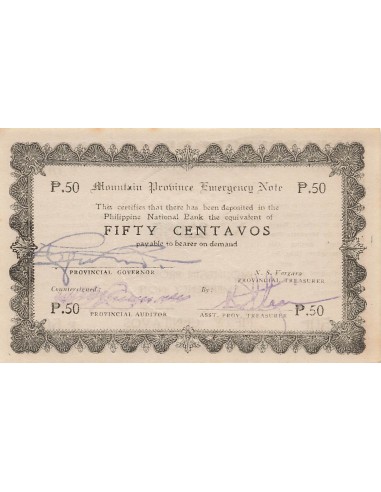 ₱.50 Mountain Province Emergency Note ₱.50
This certifies that there has been deposited in the
Philippine National Bank the equivalent of
FIFTY CENTAVOS
payable to bearer on demand
PROVINCIAL GOVERNOR
N. S. Vergara
PROVINCIAL TREASURER
Countersigned:
By:
₱.50 PROVINCIAL AUDITOR ASST. PROV. TREASURER ₱.50